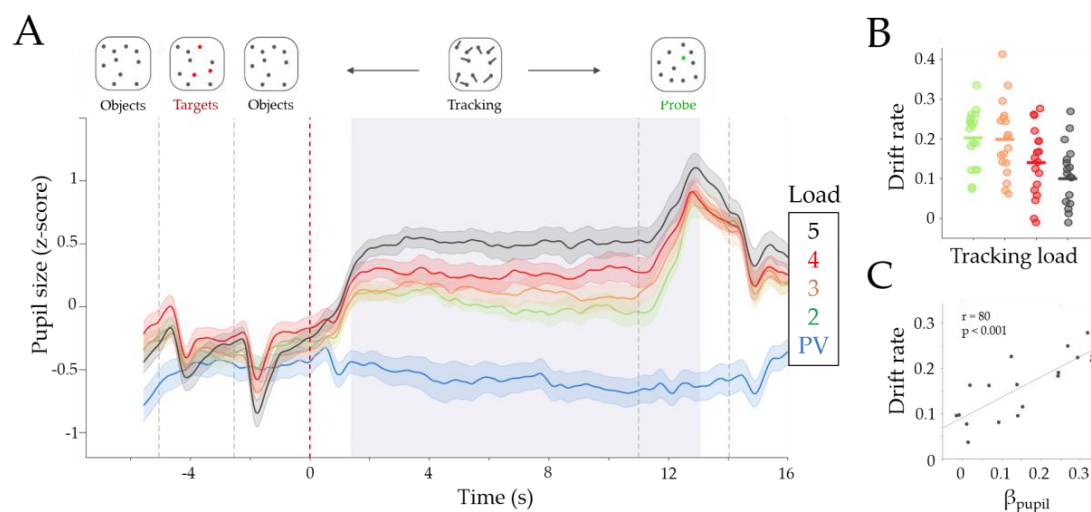 A
Objects
Targets
Objects
Tracking
Probe
Pupil size (z-score)
1
0.5
0
-0.5
-1
-4
0
4
8
12
16
Time (s)
Load
5
4
3
2
PV
B
Drift rate
0.4
0.3
0.2
0.1
0
Tracking load
C
r = 80
p < 0.001
Drift rate
0.3
0.2
0.1
0
0
0.1
0.2
0.3
βpupil